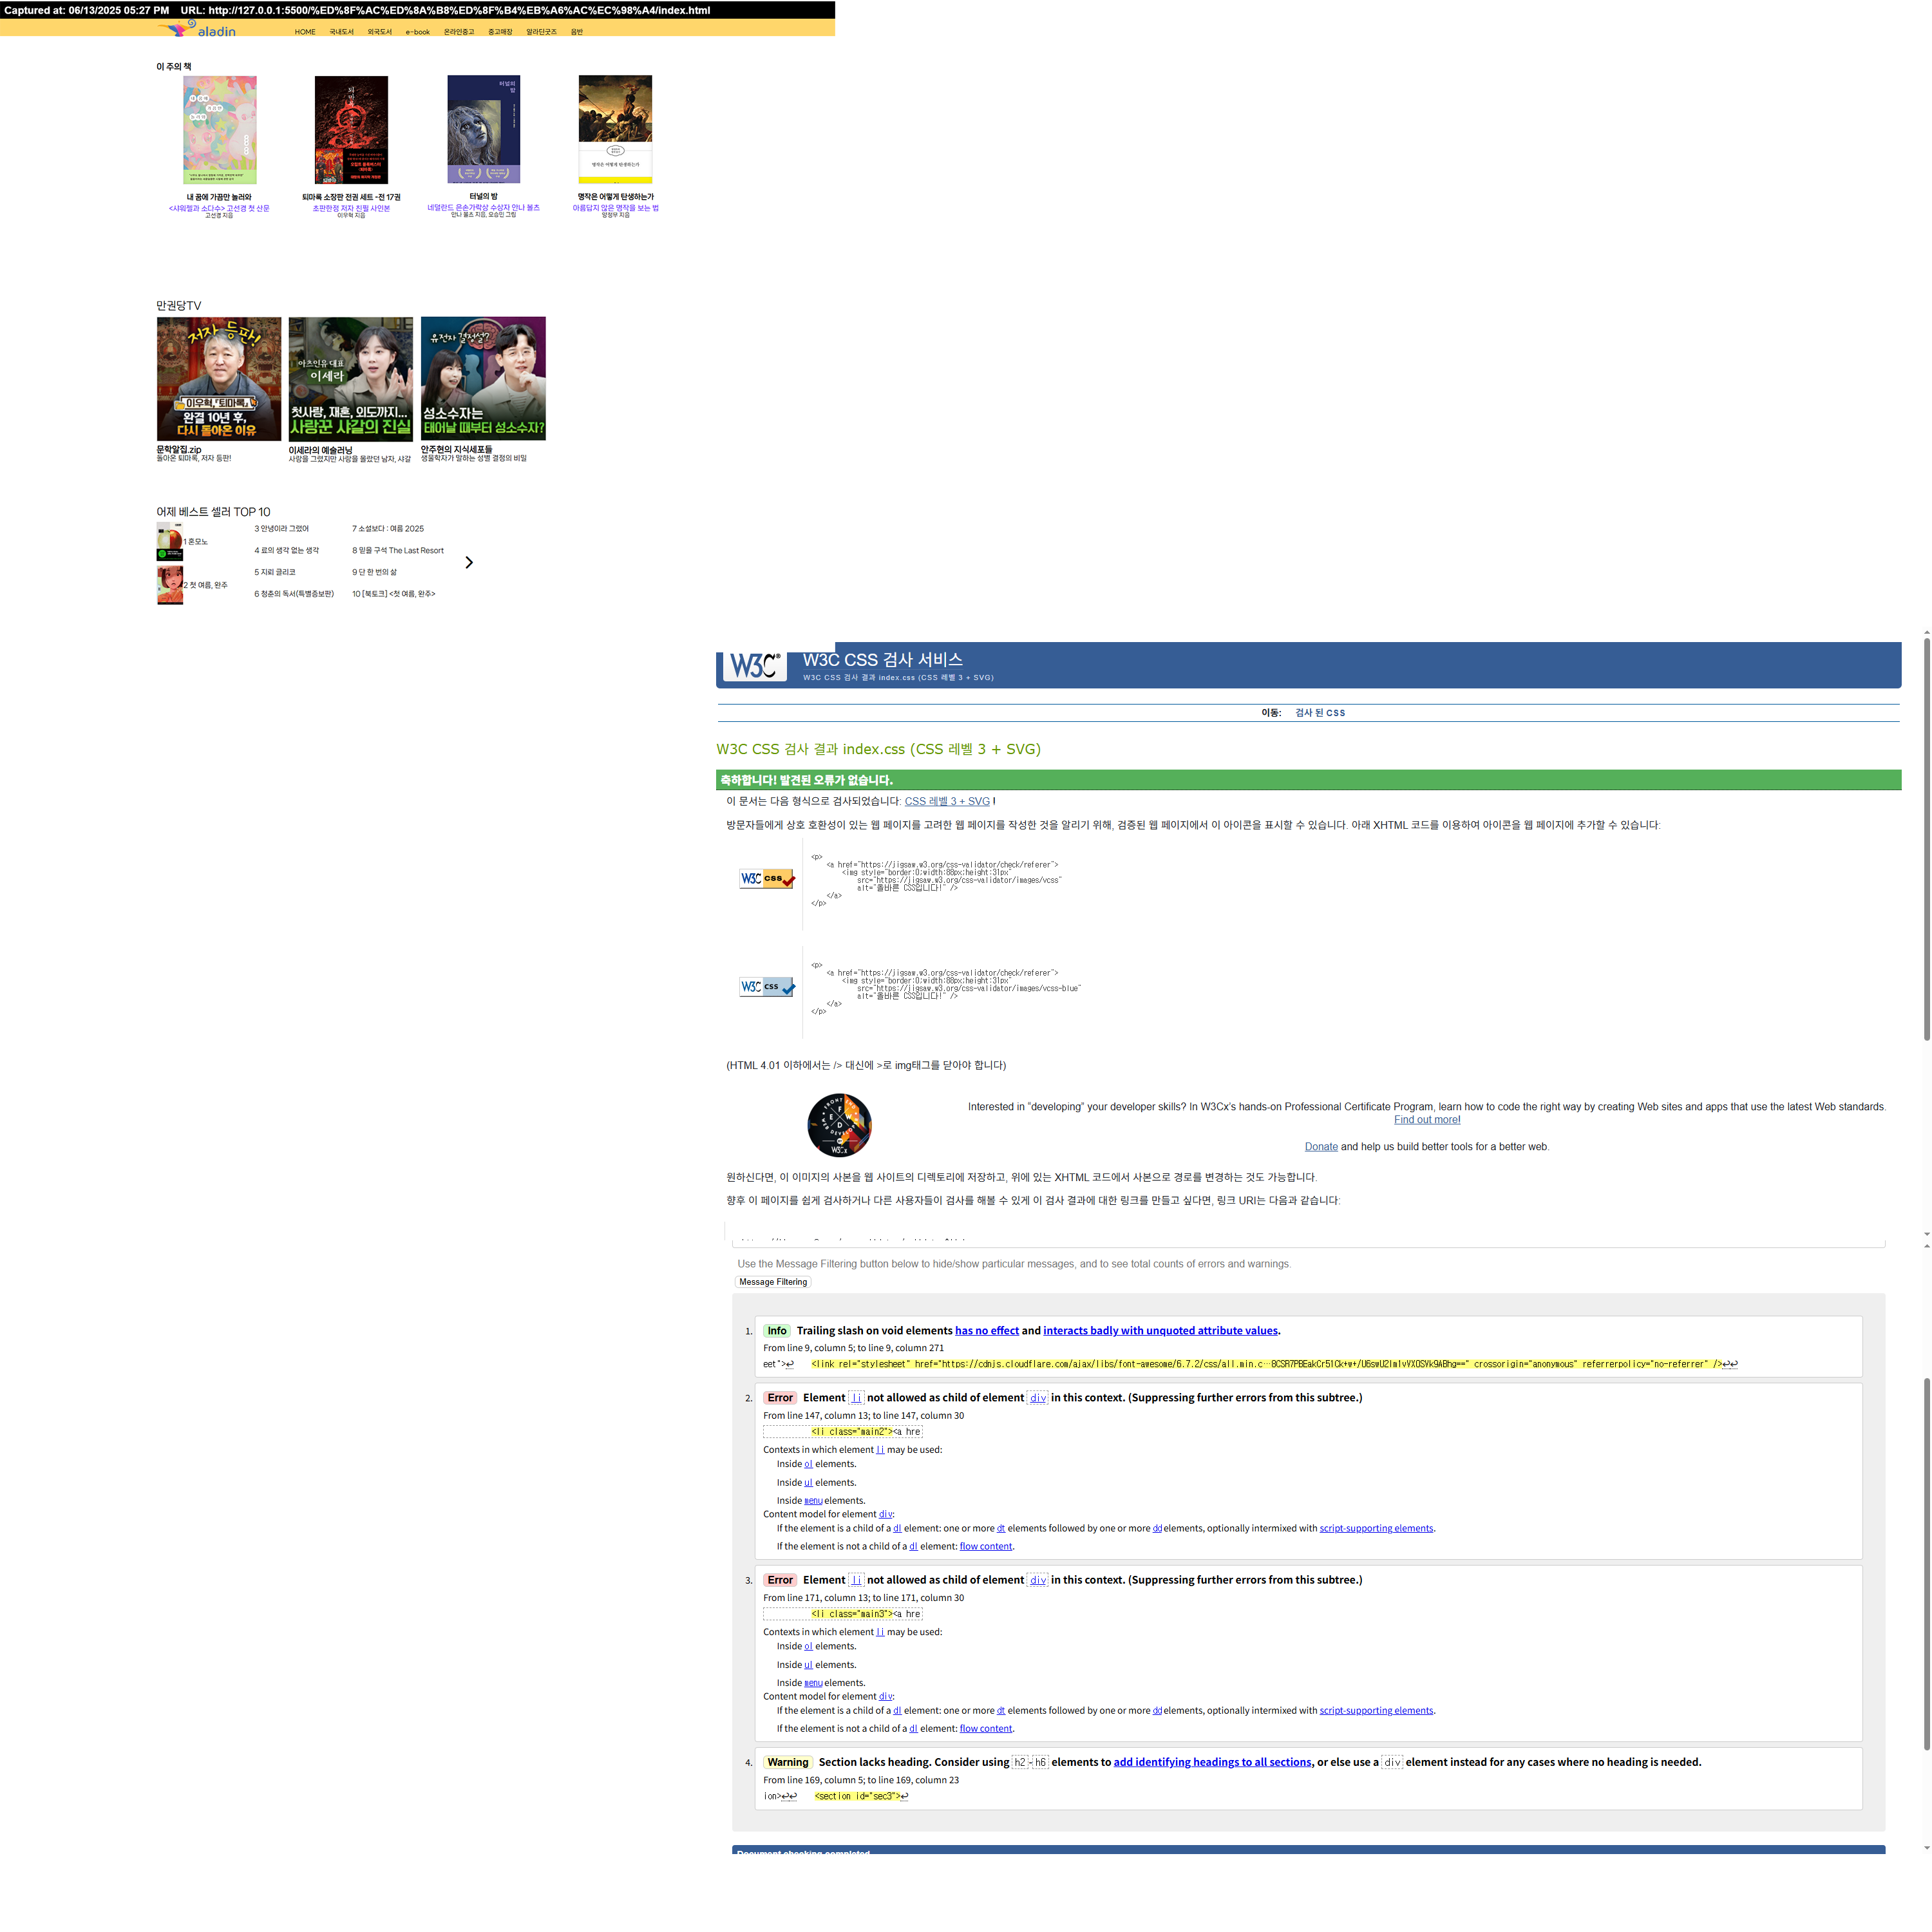 Captured at: 06/13/2025 05:27 PM URL: http://127.0.0.1:5500/%ED%8F%AC%ED%8A%B8%ED%8F%B4%EB%A6%AC%EC%98%A4/index.html
aladin HOME 국내도서 외국도서 e-book 온라인중고 중고매장 알라딘굿즈 음반
이 주의 책
내 꿈에 가끔만 놀러와
<샤워젤과 소다수> 고선경 첫 산문
고선경 지음
퇴마록 소장판 전권 세트 -전 17권
초판한정 저자 친필 사인본
이우혁 지음
터널의 밤
터널의 밤
네덜란드 은손가락상 수상자 안나 볼츠
안나 볼츠 지음, 오승민 그림
명작은 어떻게 탄생하는가
명작은 어떻게 탄생하는가
아름답지 않은 명작을 보는 법
양정무 지음
만권당TV
저자 등판!
이우혁,『퇴마록』
완결 10년 후,
다시 돌아온 이유
문학알집.zip
돌아온 퇴마록, 저자 등판!
아츠인유 대표
이세라
첫사랑, 재혼, 외도까지...
사랑꾼 샤갈의 진실
이세라의 예술러닝
사랑을 그렸지만 사랑을 몰랐던 남자, 샤갈
유전자 결정설?
성소수자는
태어날 때부터 성소수자?
안주현의 지식세포들
생물학자가 말하는 성별 결정의 비밀
어제 베스트 셀러 TOP 10
1 혼모노
2 첫 여름, 완주
3 안녕이라 그랬어
4 료의 생각 없는 생각
5 자뢰 글리코
6 청춘의 독서(특별증보판)
7 소설보다 : 여름 2025
8 믿을 구석 The Last Resort
9 단 한 번의 삶
10 [북토크] <첫 여름, 완주>
W3C® W3C CSS 검사 서비스
W3C CSS 검사 결과 index.css (CSS 레벨 3 + SVG)
이동: 검사 된 CSS
W3C CSS 검사 결과 index.css (CSS 레벨 3 + SVG)
축하합니다! 발견된 오류가 없습니다.
이 문서는 다음 형식으로 검사되었습니다: CSS 레벨 3 + SVG !
방문자들에게 상호 호환성이 있는 웹 페이지를 고려한 웹 페이지를 작성한 것을 알리기 위해, 검증된 웹 페이지에서 이 아이콘을 표시할 수 있습니다. 아래 XHTML 코드를 이용하여 아이콘을 웹 페이지에 추가할 수 있습니다:
W3C css
<p>
<a href="https://jigsaw.w3.org/css-validator/check/referer">
<img style="border:0;width:88px;height:31px"
src="https://jigsaw.w3.org/css-validator/images/vcss"
alt="올바른 CSS입니다!" />
</a>
</p>
W3C css
<p>
<a href="https://jigsaw.w3.org/css-validator/check/referer">
<img style="border:0;width:88px;height:31px"
src="https://jigsaw.w3.org/css-validator/images/vcss-blue"
alt="올바른 CSS입니다!" />
</a>
</p>
(HTML 4.01 이하에서는 /> 대신에 >로 img태그를 닫아야 합니다)
Interested in "developing" your developer skills? In W3Cx's hands-on Professional Certificate Program, learn how to code the right way by creating Web sites and apps that use the latest Web standards.
Find out more!
Donate and help us build better tools for a better web.
원하신다면, 이 이미지의 사본을 웹 사이트의 디렉토리에 저장하고, 위에 있는 XHTML 코드에서 사본으로 경로를 변경하는 것도 가능합니다.
향후 이 페이지를 쉽게 검사하거나 다른 사용자들이 검사를 해볼 수 있게 이 검사 결과에 대한 링크를 만들고 싶다면, 링크 URI는 다음과 같습니다:
Use the Message Filtering button below to hide/show particular messages, and to see total counts of errors and warnings.
Message Filtering
1. Info Trailing slash on void elements has no effect and interacts badly with unquoted attribute values.
From line 9, column 5; to line 9, column 271
eet">↩ <link rel="stylesheet" href="https://cdnjs.cloudflare.com/ajax/libs/font-awesome/6.7.2/css/all.min.c…8CSR7PBEakCr51Ck+w+/U6swU2Im1vVX0SVk9ABhg==" crossorigin="anonymous" referrerpolicy="no-referrer" />↩↩
2. Error Element li not allowed as child of element div in this context. (Suppressing further errors from this subtree.)
From line 147, column 13; to line 147, column 30
<li class="main2"><a hre
Contexts in which element li may be used:
Inside ol elements.
Inside ul elements.
Inside menu elements.
Content model for element div:
If the element is a child of a dl element: one or more dt elements followed by one or more dd elements, optionally intermixed with script-supporting elements.
If the element is not a child of a dl element: flow content.
3. Error Element li not allowed as child of element div in this context. (Suppressing further errors from this subtree.)
From line 171, column 13; to line 171, column 30
<li class="main3"><a hre
Contexts in which element li may be used:
Inside ol elements.
Inside ul elements.
Inside menu elements.
Content model for element div:
If the element is a child of a dl element: one or more dt elements followed by one or more dd elements, optionally intermixed with script-supporting elements.
If the element is not a child of a dl element: flow content.
4. Warning Section lacks heading. Consider using h2-h6 elements to add identifying headings to all sections, or else use a div element instead for any cases where no heading is needed.
From line 169, column 5; to line 169, column 23
ion>↩↩ <section id="sec3">↩
Document checking completed